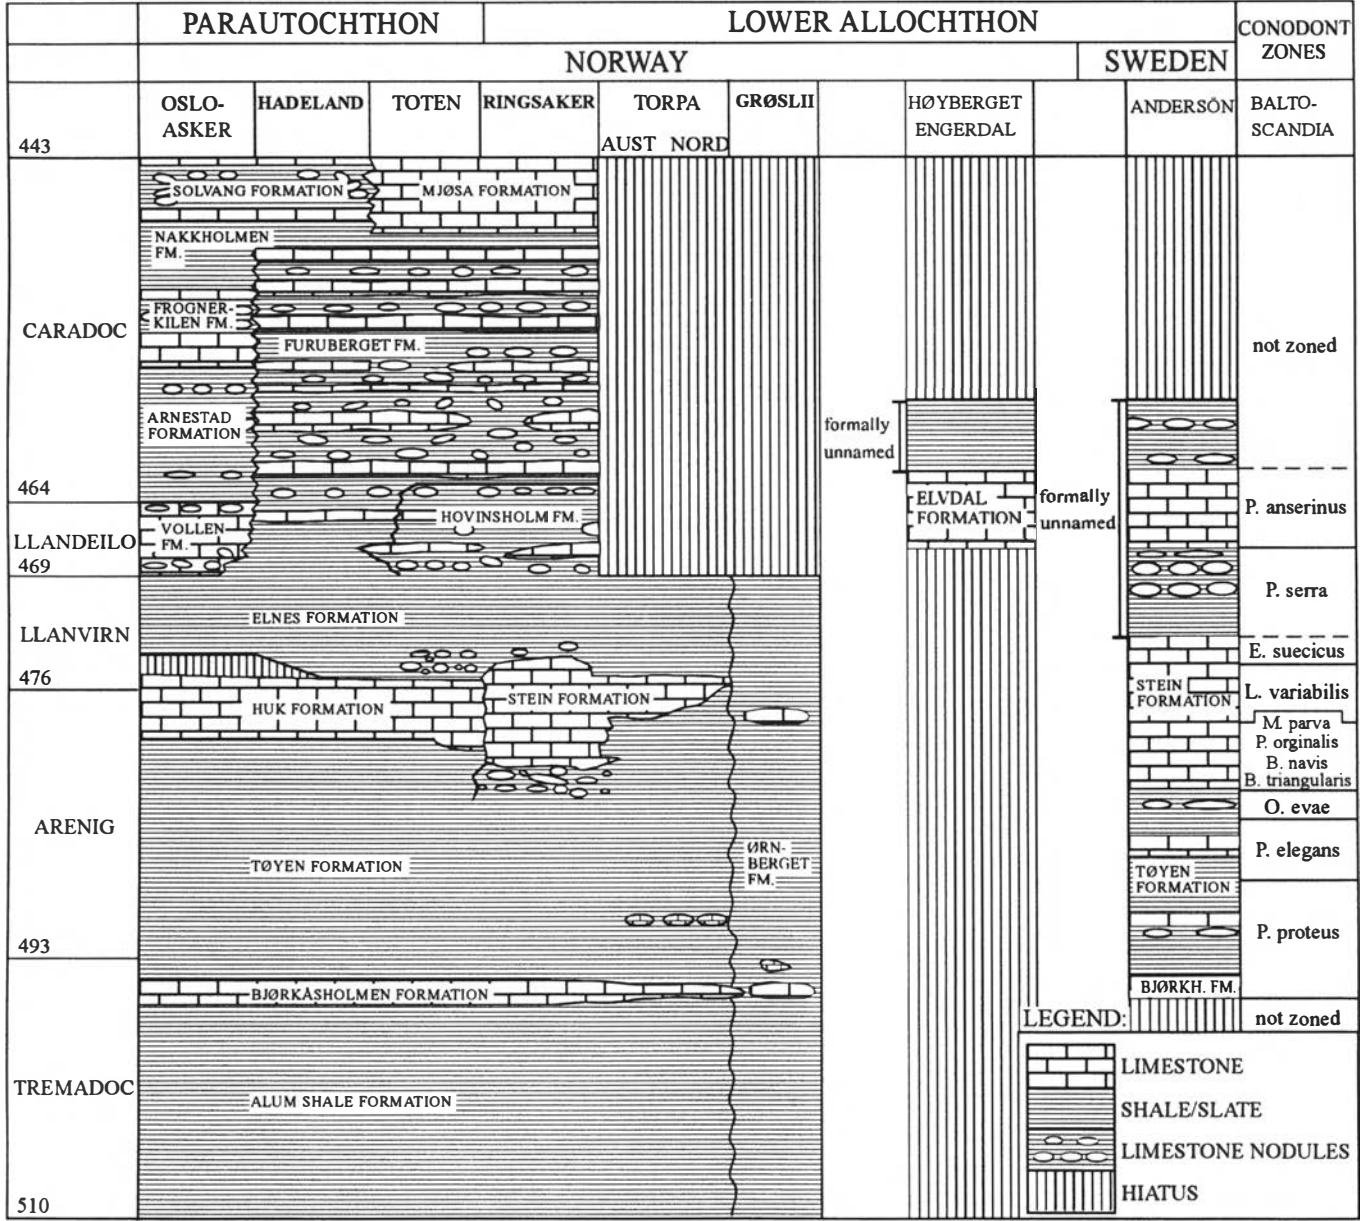 PARAUTOCHTHON
LOWER ALLOCHTHON
CONODONT
ZONES
NORWAY
SWEDEN
OSLO-
ASKER
HADELAND
TOTEN
RINGSAKER
TORPA
AUST NORD
GRØSLII
HØYBERGET
ENGERDAL
ANDERSÖN
BALTO-
SCANDIA
443
CARADOC
464
LLANDEILO
469
LLANVIRN
476
ARENIG
493
TREMADOC
510
SOLVANG FORMATION
MJØSA FORMATION
NAKKHOLMEN
FM.
FROGNER-
KILEN FM.
FURUBERGET FM.
ARNESTAD
FORMATION
VOLLEN
FM.
HOVINSHOLM FM.
ELNES FORMATION
HUK FORMATION
STEIN FORMATION
TØYEN FORMATION
ØRN-
BERGET
FM.
BJØRKÅSHOLMEN FORMATION
ALUM SHALE FORMATION
formally
unnamed
ELVDAL
FORMATION
formally
unnamed
STEIN
FORMATION
TØYEN
FORMATION
BJØRKH. FM.
not zoned
P. anserinus
P. serra
E. suecicus
L. variabilis
M. parva
P. orginalis
B. navis
B. triangularis
O. evae
P. elegans
P. proteus
not zoned
LEGEND:
LIMESTONE
SHALE/SLATE
LIMESTONE NODULES
HIATUS